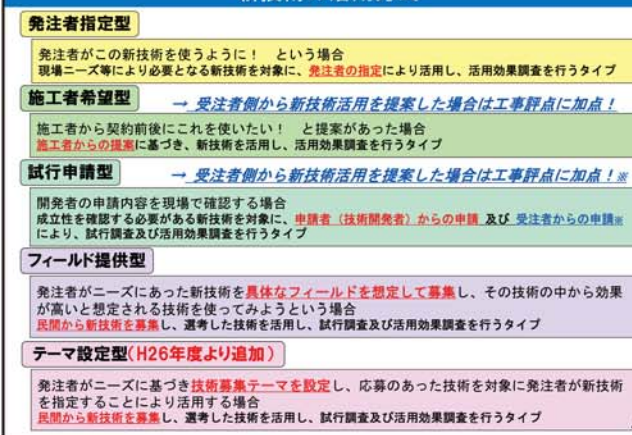 発注者指定型
発注者がこの新技術を使うように！　という場合
現場ニーズ等により必要となる新技術を対象に、発注者の指定により活用し、活用効果調査を行うタイプ
施工者希望型　→ 受注者側から新技術活用を提案した場合は工事評点に加点！
施工者から契約前後にこれを使いたい！　と提案があった場合
施工者からの提案に基づき、新技術を活用し、活用効果調査を行うタイプ
試行申請型　→ 受注者側から新技術活用を提案した場合は工事評点に加点！※
開発者の申請内容を現場で確認する場合
成立性を確認する必要がある新技術を対象に、申請者（技術開発者）からの申請 及び 受注者からの申請※
により、試行調査及び活用効果調査を行うタイプ
フィールド提供型
発注者がニーズにあった新技術を具体なフィールドを想定して募集し、その技術の中から効果
が高いと想定される技術を使ってみようという場合
民間から新技術を募集し、選考した技術を活用し、試行調査及び活用効果調査を行うタイプ
テーマ設定型(H26年度より追加)
発注者がニーズに基づき技術募集テーマを設定し、応募のあった技術を対象に発注者が新技術
を指定することにより活用する場合
民間から新技術を募集し、選考した技術を活用し、試行調査及び活用効果調査を行うタイプ